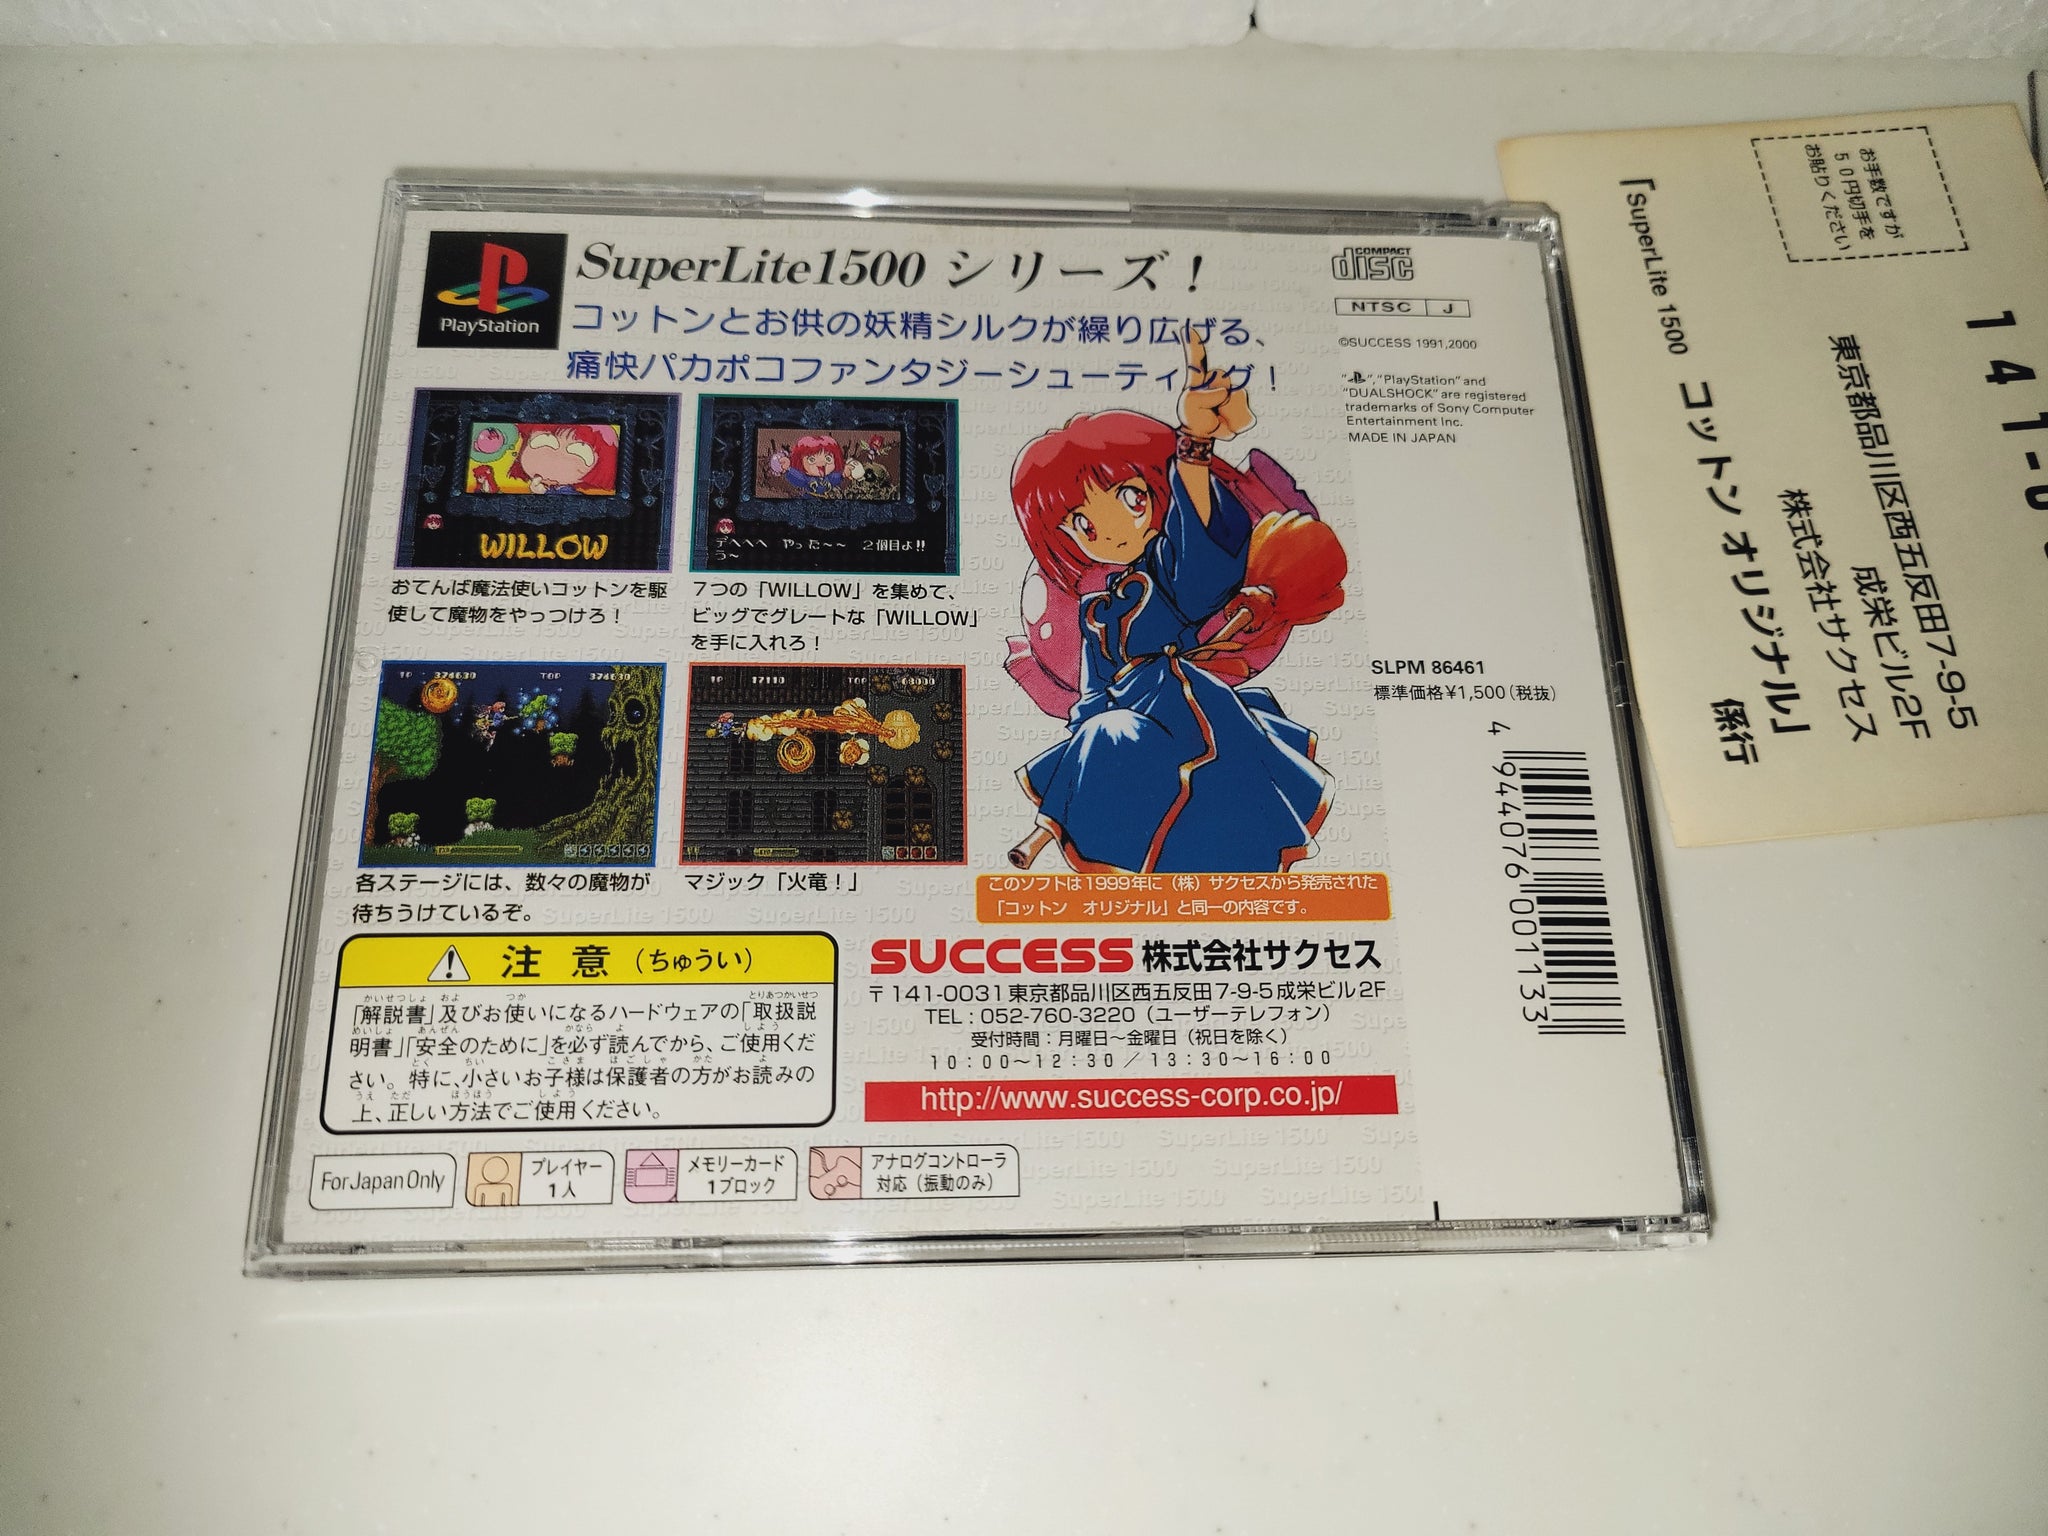 PlayStation
SuperLite1500 シリーズ！
コットンとお供の妖精シルクが繰り広げる、
痛快パカポコファンタジーシューティング！
COMPACT
disc
NTSC J
©SUCCESS 1991,2000
"PS","PlayStation" and
"DUALSHOCK" are registered
trademarks of Sony Computer
Entertainment Inc.
MADE IN JAPAN
WILLOW
デヘヘヘ やった～～ 2個目よ!!
う～
おてんば魔法使いコットンを駆
使して魔物をやっつけろ！
7つの「WILLOW」を集めて、
ビッグでグレートな「WILLOW」
を手に入れろ！
1P 374630 TOP 374630
1P 17110 TOP 68000
各ステージには、数々の魔物が
待ちうけているぞ。
マジック「火竜！」
SLPM 86461
標準価格¥1,500(税抜)
4 944076 001133
このソフトは1999年に（株）サクセスから発売された
「コットン オリジナル」と同一の内容です。
注意（ちゅうい）
「解説書」及びお使いになるハードウェアの「取扱説
明書」「安全のために」を必ず読んでから、ご使用くだ
さい。特に、小さいお子様は保護者の方がお読みの
上、正しい方法でご使用ください。
SUCCESS 株式会社サクセス
〒141-0031 東京都品川区西五反田7-9-5成栄ビル2F
TEL：052-760-3220（ユーザーテレフォン）
受付時間：月曜日～金曜日（祝日を除く）
10：00～12：30／13：30～16：00
http://www.success-corp.co.jp/
For Japan Only
プレイヤー
1人
メモリーカード
1ブロック
アナログコントローラ
対応（振動のみ）
お手数ですが
50円切手を
お貼りください
141-0
東京都品川区西五反田7-9-5
成栄ビル2F
株式会社サクセス
「SuperLite 1500 コットン オリジナル」係行